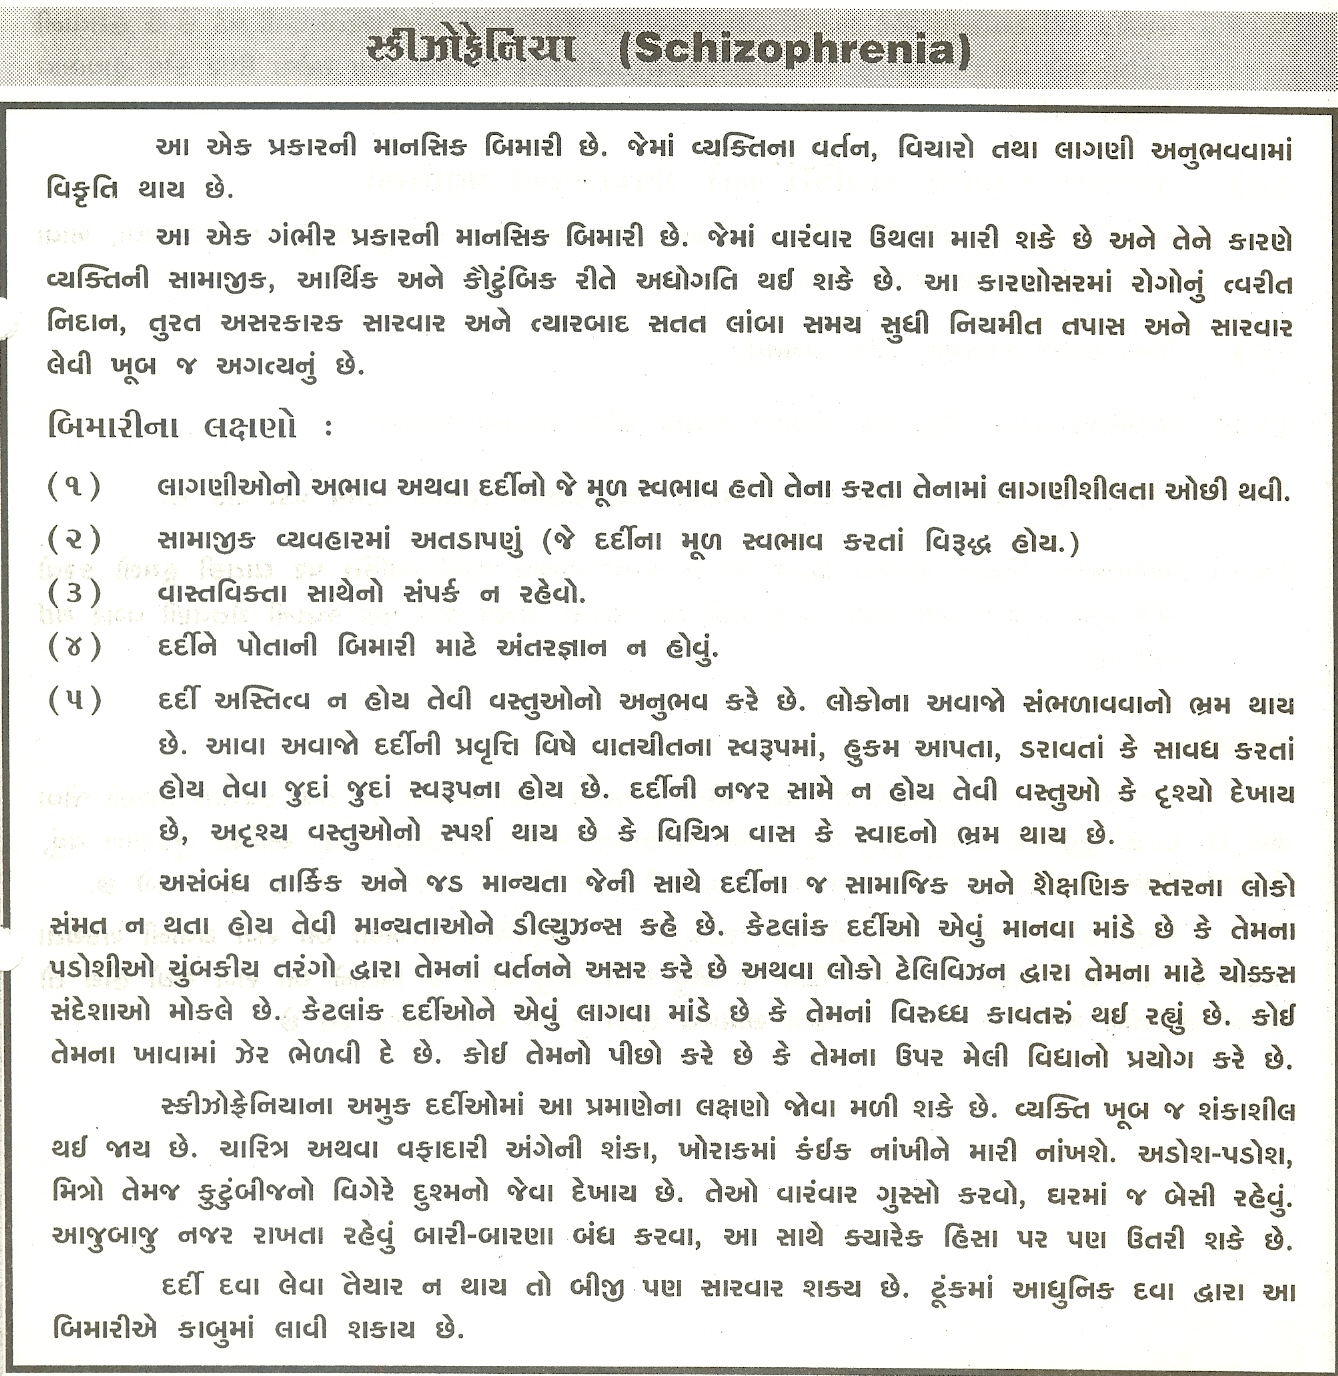 સ્કીઝોફ્રેનિયા (Schizophrenia)
આ એક પ્રકારની માનસિક બિમારી છે. જેમાં વ્યક્તિના વર્તન, વિચારો તથા લાગણી અનુભવવામાં
વિકૃતિ થાય છે.
આ એક ગંભીર પ્રકારની માનસિક બિમારી છે. જેમાં વારંવાર ઉથલા મારી શકે છે અને તેને કારણે
વ્યક્તિની સામાજીક, આર્થિક અને કૌટુંબિક રીતે અધોગતિ થઈ શકે છે. આ કારણોસરમાં રોગોનું ત્વરીત
નિદાન, તુરત અસરકારક સારવાર અને ત્યારબાદ સતત લાંબા સમય સુધી નિયમીત તપાસ અને સારવાર
લેવી ખૂબ જ અગત્યનું છે.
બિમારીના લક્ષણો :
(૧) લાગણીઓનો અભાવ અથવા દર્દીનો જે મૂળ સ્વભાવ હતો તેના કરતા તેનામાં લાગણીશીલતા ઓછી થવી.
(૨) સામાજીક વ્યવહારમાં અતડાપણું (જે દર્દીના મૂળ સ્વભાવ કરતાં વિરૂદ્ધ હોય.)
(૩) વાસ્તવિક્તા સાથેનો સંપર્ક ન રહેવો.
(૪) દર્દીને પોતાની બિમારી માટે અંતરજ્ઞાન ન હોવું.
(૫) દર્દી અસ્તિત્વ ન હોય તેવી વસ્તુઓનો અનુભવ કરે છે. લોકોના અવાજો સંભળાવવાનો ભ્રમ થાય
છે. આવા અવાજો દર્દીની પ્રવૃત્તિ વિષે વાતચીતના સ્વરૂપમાં, હુકમ આપતા, ડરાવતાં કે સાવધ કરતાં
હોય તેવા જુદાં જુદાં સ્વરૂપના હોય છે. દર્દીની નજર સામે ન હોય તેવી વસ્તુઓ કે દૃશ્યો દેખાય
છે, અદૃશ્ય વસ્તુઓનો સ્પર્શ થાય છે કે વિચિત્ર વાસ કે સ્વાદનો ભ્રમ થાય છે.
અસંબંધ તાર્કિક અને જડ માન્યતા જેની સાથે દર્દીના જ સામાજિક અને શૈક્ષણિક સ્તરના લોકો
સંમત ન થતા હોય તેવી માન્યતાઓને ડીલ્યુઝન્સ કહે છે. કેટલાંક દર્દીઓ એવું માનવા માંડે છે કે તેમના
પડોશીઓ ચુંબકીય તરંગો દ્વારા તેમનાં વર્તનને અસર કરે છે અથવા લોકો ટેલિવિઝન દ્વારા તેમના માટે ચોક્કસ
સંદેશાઓ મોકલે છે. કેટલાંક દર્દીઓને એવું લાગવા માંડે છે કે તેમનાં વિરુધ્ધ કાવતરું થઈ રહ્યું છે. કોઈ
તેમના ખાવામાં ઝેર ભેળવી દે છે. કોઈ તેમનો પીછો કરે છે કે તેમના ઉપર મેલી વિધાનો પ્રયોગ કરે છે.
સ્કીઝોફ્રેનિયાના અમુક દર્દીઓમાં આ પ્રમાણેના લક્ષણો જોવા મળી શકે છે. વ્યક્તિ ખૂબ જ શંકાશીલ
થઈ જાય છે. ચારિત્ર અથવા વફાદારી અંગેની શંકા, ખોરાકમાં કંઈક નાંખીને મારી નાંખશે. અડોશ-પડોશ,
મિત્રો તેમજ કુટુંબીજનો વિગેરે દુશ્મનો જેવા દેખાય છે. તેઓ વારંવાર ગુસ્સો કરવો, ઘરમાં જ બેસી રહેવું.
આજુબાજુ નજર રાખતા રહેવું બારી-બારણા બંધ કરવા, આ સાથે ક્યારેક હિંસા પર પણ ઉતરી શકે છે.
દર્દી દવા લેવા તૈયાર ન થાય તો બીજી પણ સારવાર શક્ય છે. ટૂંકમાં આધુનિક દવા દ્વારા આ
બિમારીએ કાબુમાં લાવી શકાય છે.